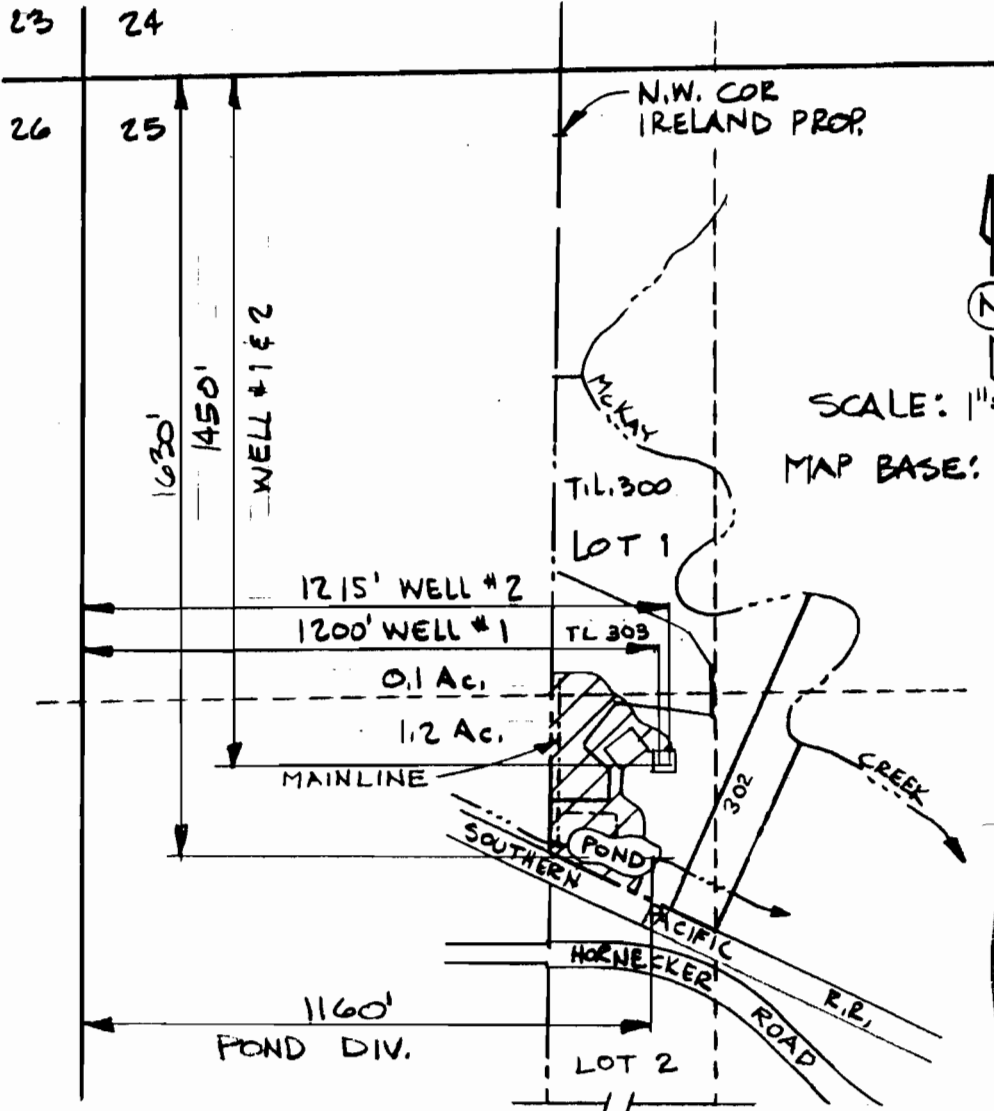 23 24
26 25
N.W. COR
IRELAND PROP.
N
SCALE: 1"=
MAP BASE:
1630'
1450'
WELL #1 & 2
McKAY
T.L.300
LOT 1
1215' WELL #2
1200' WELL #1
TL 303
0.1 Ac.
1.2 Ac.
MAINLINE
302
CREEK
POND
SOUTHERN
PACIFIC
R.R.
HORNECKER
ROAD
1160'
POND DIV.
LOT 2